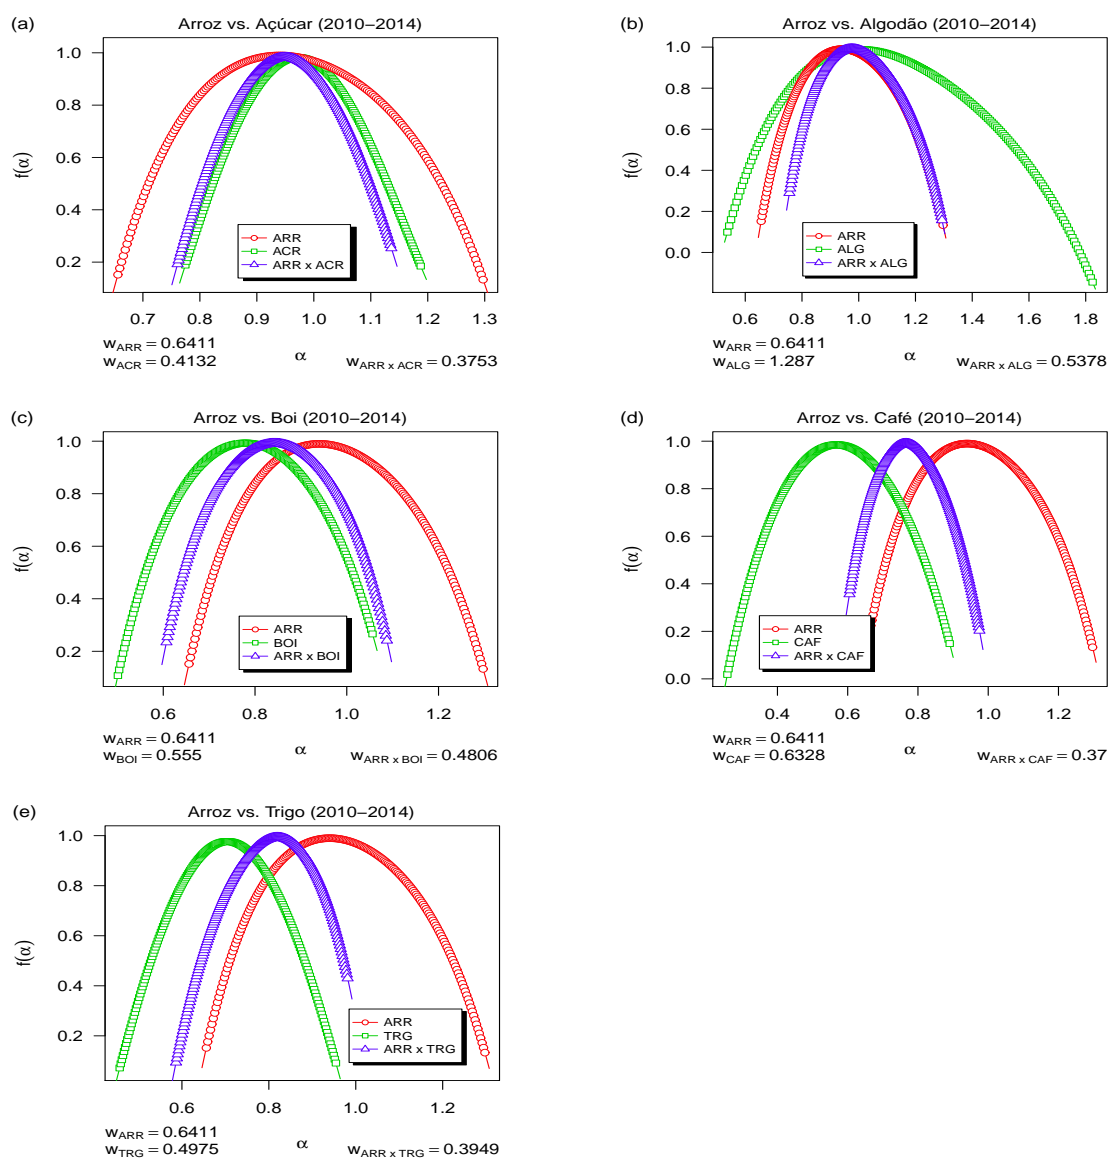 (a)
Arroz vs. Açúcar (2010−2014)
1.0
0.8
0.6
0.4
0.2
f(α)
ARR
ACR
ARR x ACR
0.7 0.8 0.9 1.0 1.1 1.2 1.3
wARR = 0.6411
wACR = 0.4132
α
wARR x ACR = 0.3753
(b)
Arroz vs. Algodão (2010−2014)
1.0
0.8
0.6
0.4
0.2
0.0
f(α)
ARR
ALG
ARR x ALG
0.6 0.8 1.0 1.2 1.4 1.6 1.8
wARR = 0.6411
wALG = 1.287
α
wARR x ALG = 0.5378
(c)
Arroz vs. Boi (2010−2014)
1.0
0.8
0.6
0.4
0.2
f(α)
ARR
BOI
ARR x BOI
0.6 0.8 1.0 1.2
wARR = 0.6411
wBOI = 0.555
α
wARR x BOI = 0.4806
(d)
Arroz vs. Café (2010−2014)
1.0
0.8
0.6
0.4
0.2
0.0
f(α)
ARR
CAF
ARR x CAF
0.4 0.6 0.8 1.0 1.2
wARR = 0.6411
wCAF = 0.6328
α
wARR x CAF = 0.37
(e)
Arroz vs. Trigo (2010−2014)
1.0
0.8
0.6
0.4
0.2
f(α)
ARR
TRG
ARR x TRG
0.6 0.8 1.0 1.2
wARR = 0.6411
wTRG = 0.4975
α
wARR x TRG = 0.3949